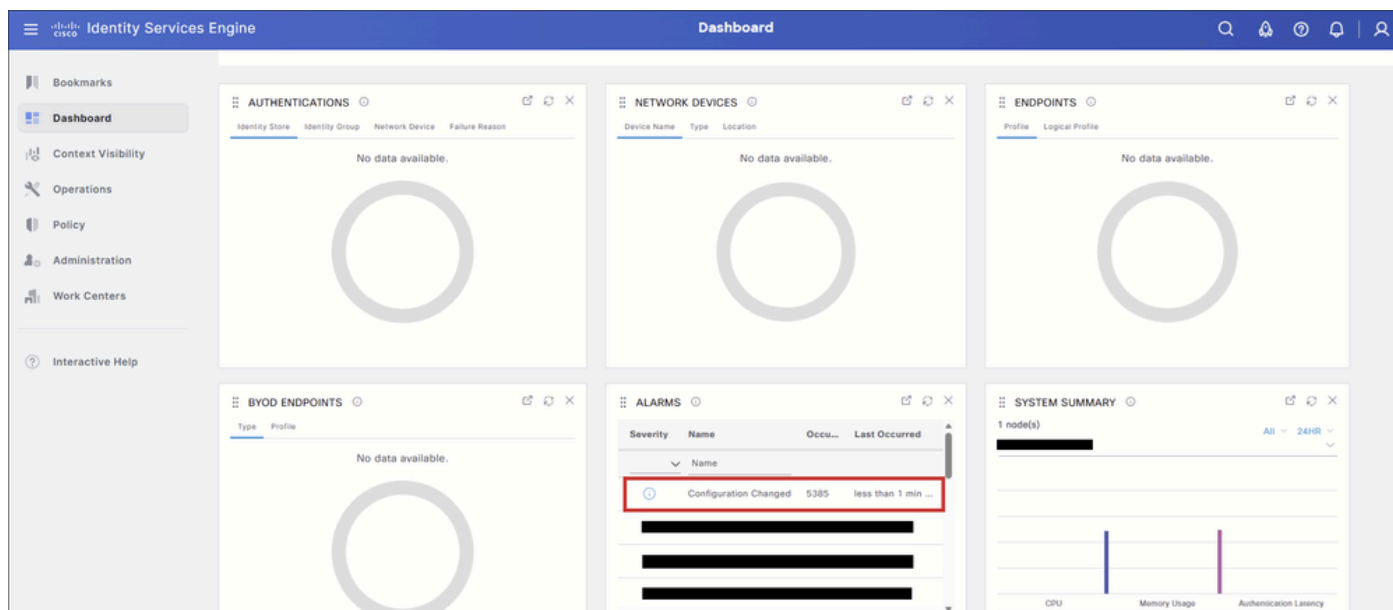 cisco Identity Services Engine
Dashboard
Bookmarks
Dashboard
Context Visibility
Operations
Policy
Administration
Work Centers
Interactive Help
AUTHENTICATIONS
Identity Store Identity Group Network Device Failure Reason
No data available.
NETWORK DEVICES
Device Name Type Location
No data available.
ENDPOINTS
Profile Logical Profile
No data available.
BYOD ENDPOINTS
Type Profile
No data available.
ALARMS
Severity Name Occu... Last Occurred
Name
Configuration Changed 5385 less than 1 min ...
SYSTEM SUMMARY
1 node(s)
All 24HR
CPU Memory Usage Authentication Latency